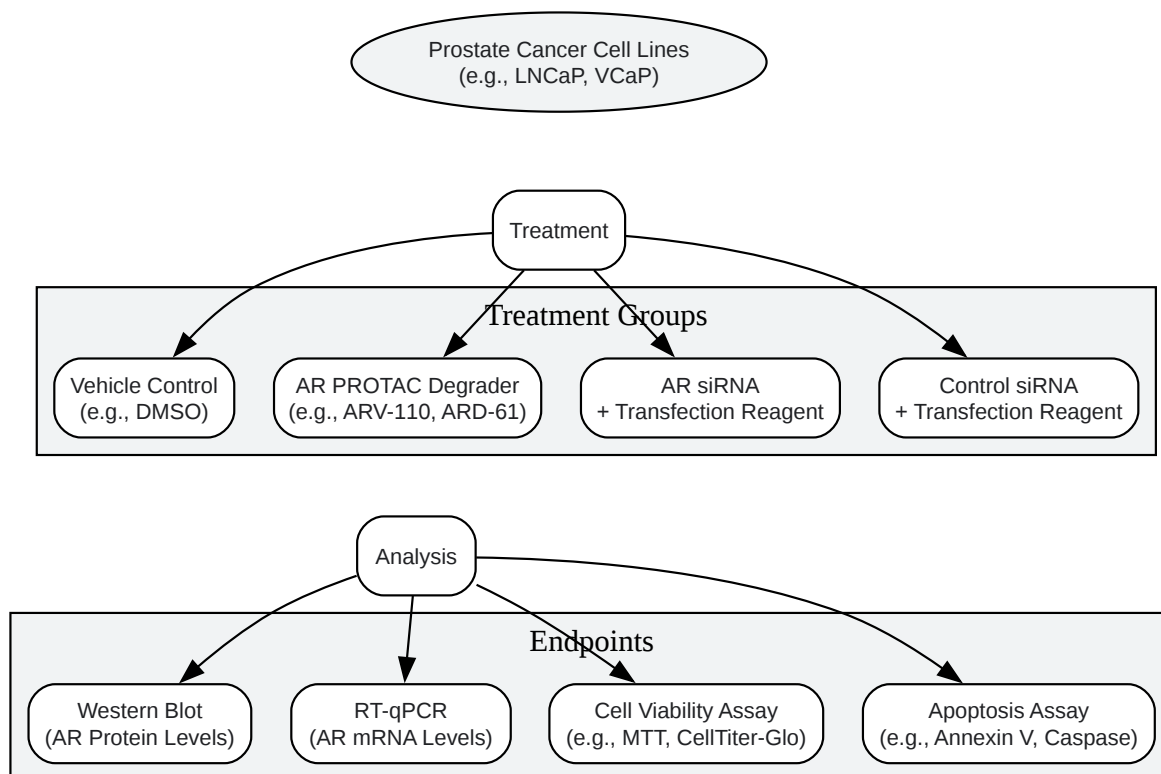 Prostate Cancer Cell Lines
(e.g., LNCaP, VCaP)
Treatment
Treatment Groups
Vehicle Control
(e.g., DMSO)
AR PROTAC Degrader
(e.g., ARV-110, ARD-61)
AR siRNA
+ Transfection Reagent
Control siRNA
+ Transfection Reagent
Analysis
Endpoints
Western Blot
(AR Protein Levels)
RT-qPCR
(AR mRNA Levels)
Cell Viability Assay
(e.g., MTT, CellTiter-Glo)
Apoptosis Assay
(e.g., Annexin V, Caspase)